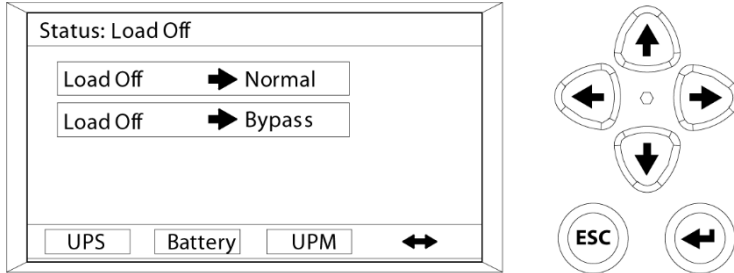 Status: Load Off
Load Off → Normal
Load Off → Bypass
UPS Battery UPM ↔
ESC